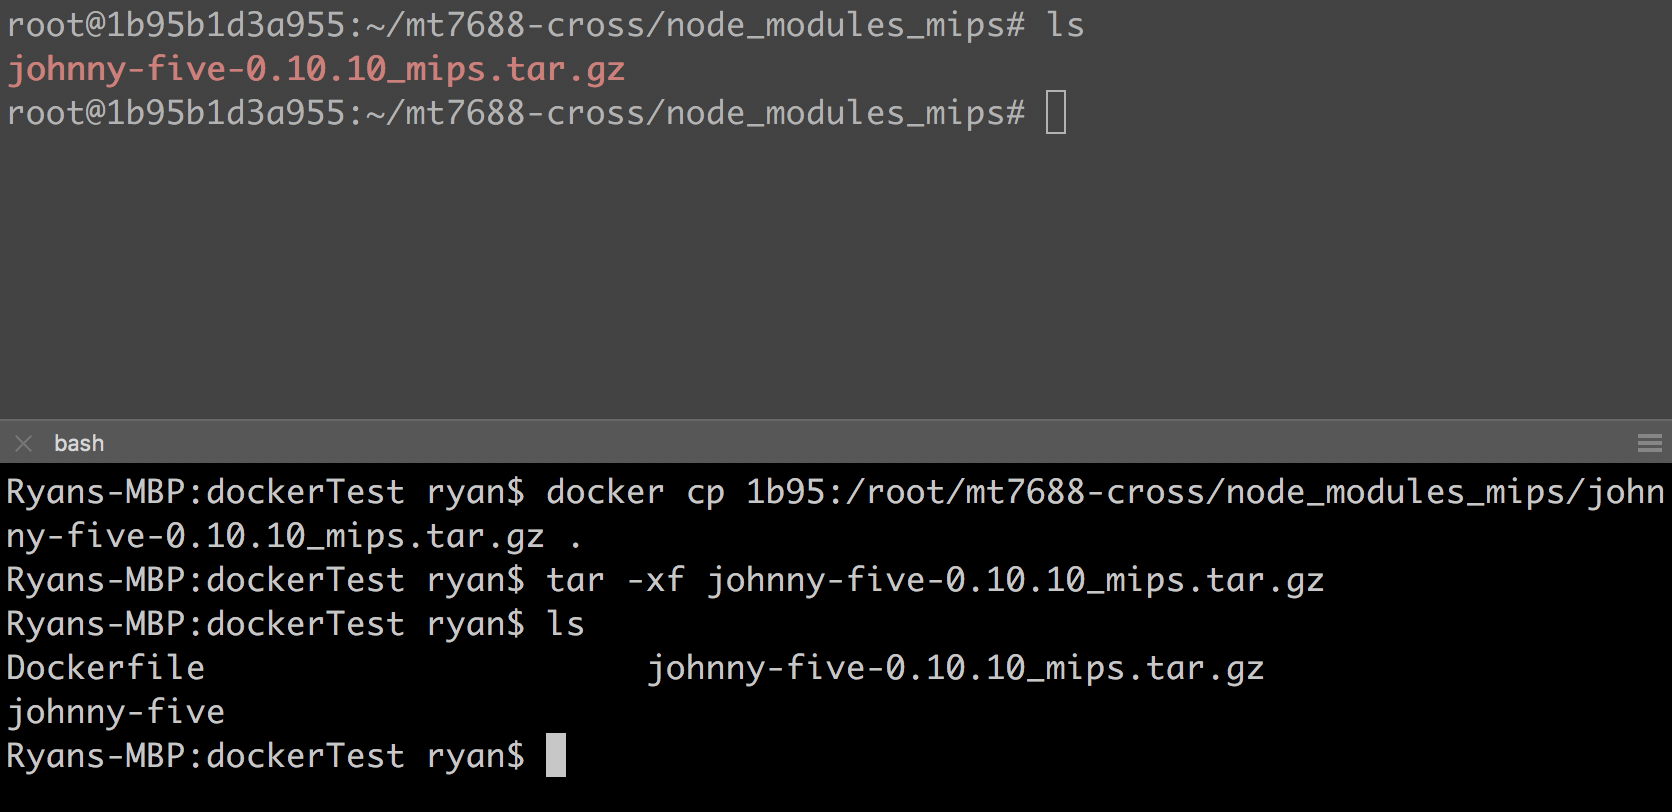 root@1b95b1d3a955:~/mt7688-cross/node_modules_mips# ls
johnny-five-0.10.10_mips.tar.gz
root@1b95b1d3a955:~/mt7688-cross/node_modules_mips#
bash
Ryans-MBP:dockerTest ryan$ docker cp 1b95:/root/mt7688-cross/node_modules_mips/john
ny-five-0.10.10_mips.tar.gz .
Ryans-MBP:dockerTest ryan$ tar -xf johnny-five-0.10.10_mips.tar.gz
Ryans-MBP:dockerTest ryan$ ls
Dockerfile johnny-five-0.10.10_mips.tar.gz
johnny-five
Ryans-MBP:dockerTest ryan$